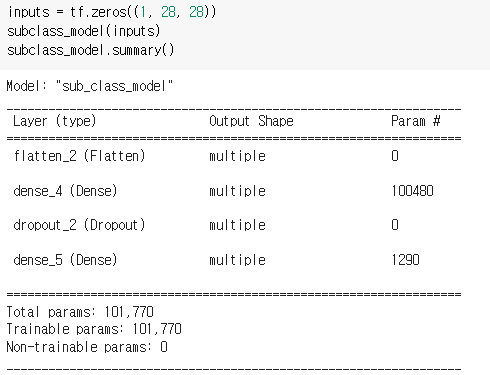 inputs = tf.zeros((1, 28, 28))
subclass_model(inputs)
subclass_model.summary()
Model: "sub_class_model"
_________________________________________________________________
Layer (type) Output Shape Param #
=================================================================
flatten_2 (Flatten) multiple 0
dense_4 (Dense) multiple 100480
dropout_2 (Dropout) multiple 0
dense_5 (Dense) multiple 1290
=================================================================
Total params: 101,770
Trainable params: 101,770
Non-trainable params: 0
_________________________________________________________________